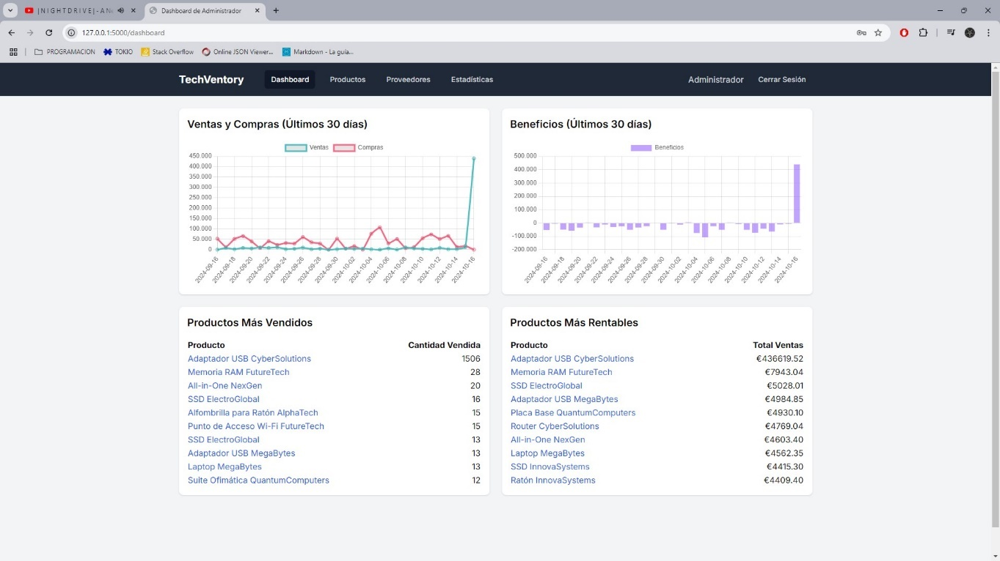 |NIGHTDRIVE|-AN
Dashboard de Administrador
127.0.0.1:5000/dashboard
PROGRAMACION TOKIO Stack Overflow Online JSON Viewer... Markdown - La guía...
TechVentory Dashboard Productos Proveedores Estadísticas Administrador Cerrar Sesión
Ventas y Compras (Últimos 30 días)
Ventas Compras
450.000
400.000
350.000
300.000
250.000
200.000
150.000
100.000
50.000
0
2024-09-16 2024-09-18 2024-09-20 2024-09-22 2024-09-24 2024-09-26 2024-09-28 2024-09-30 2024-10-02 2024-10-04 2024-10-06 2024-10-08 2024-10-10 2024-10-12 2024-10-14 2024-10-16
Beneficios (Últimos 30 días)
Beneficios
500.000
400.000
300.000
200.000
100.000
0
-100.000
-200.000
2024-09-16 2024-09-18 2024-09-20 2024-09-22 2024-09-24 2024-09-26 2024-09-28 2024-09-30 2024-10-02 2024-10-04 2024-10-06 2024-10-08 2024-10-10 2024-10-12 2024-10-14 2024-10-16
Productos Más Vendidos
Producto Cantidad Vendida
Adaptador USB CyberSolutions 1506
Memoria RAM FutureTech 28
All-in-One NexGen 20
SSD ElectroGlobal 16
Alfombrilla para Ratón AlphaTech 15
Punto de Acceso Wi-Fi FutureTech 15
SSD ElectroGlobal 13
Adaptador USB MegaBytes 13
Laptop MegaBytes 13
Suite Ofimática QuantumComputers 12
Productos Más Rentables
Producto Total Ventas
Adaptador USB CyberSolutions €436619.52
Memoria RAM FutureTech €7943.04
SSD ElectroGlobal €5028.01
Adaptador USB MegaBytes €4984.85
Placa Base QuantumComputers €4930.10
Router CyberSolutions €4769.04
All-in-One NexGen €4603.40
Laptop MegaBytes €4562.35
SSD InnovaSystems €4415.30
Ratón InnovaSystems €4409.40